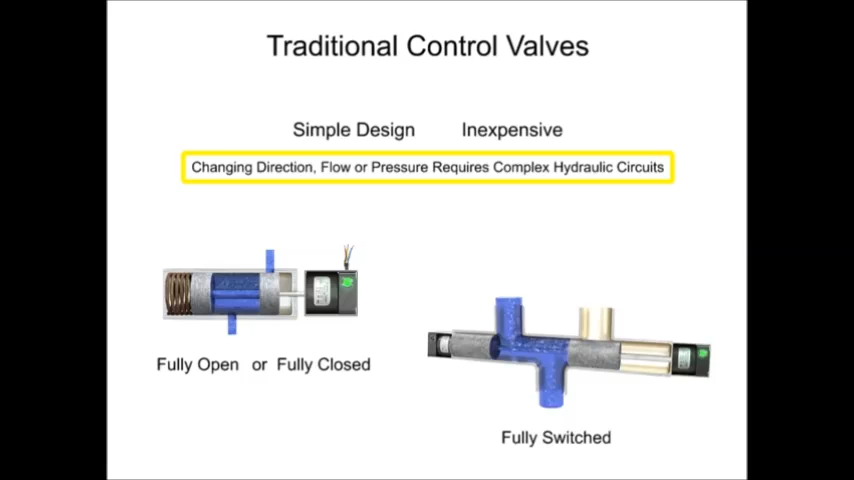 Traditional Control Valves
Simple Design Inexpensive
Changing Direction, Flow or Pressure Requires Complex Hydraulic Circuits
Fully Open or Fully Closed
Fully Switched